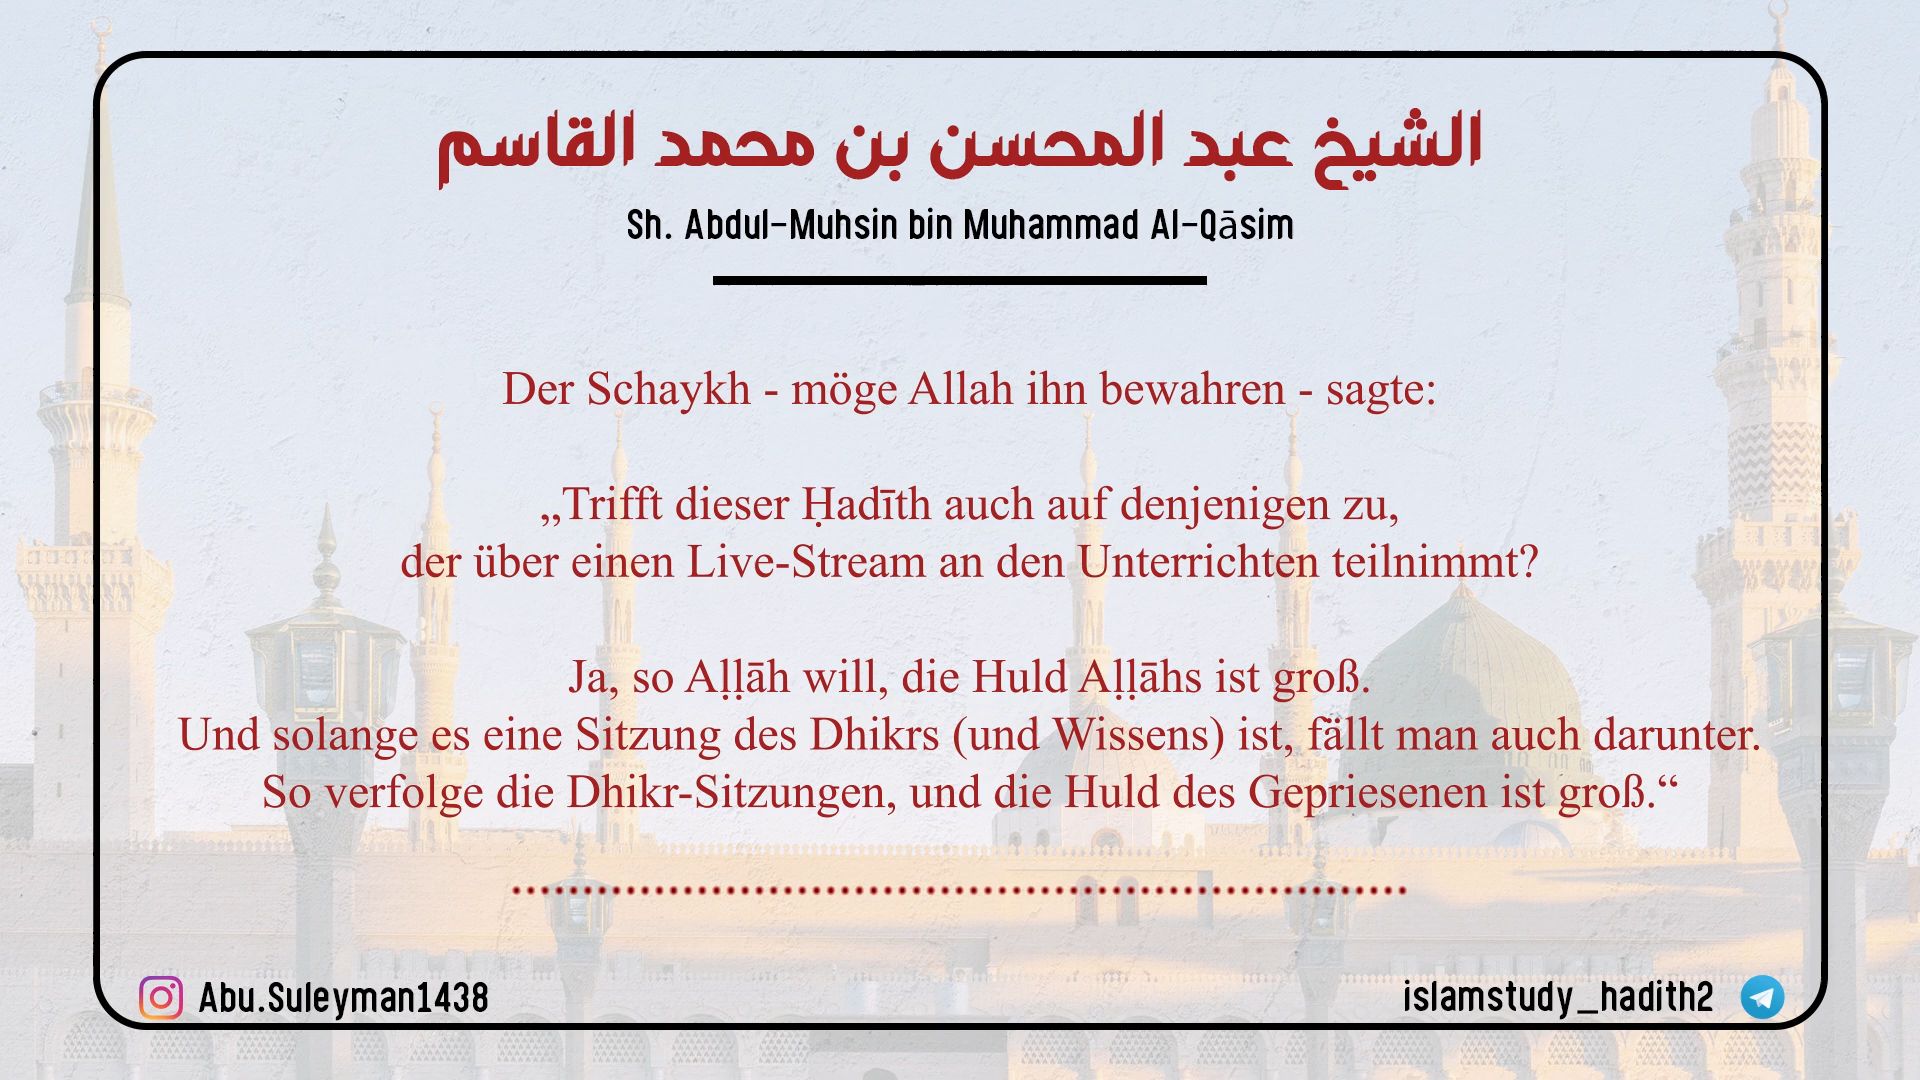 الشيخ عبد المحسن بن محمد القاسم
Sh. Abdul-Muhsin bin Muhammad Al-Qāsim
Der Schaykh - möge Allah ihn bewahren - sagte:
„Trifft dieser Ḥadīth auch auf denjenigen zu,
der über einen Live-Stream an den Unterrichten teilnimmt?
Ja, so Aḷḷāh will, die Huld Aḷḷāhs ist groß.
Und solange es eine Sitzung des Dhikrs (und Wissens) ist, fällt man auch darunter.
So verfolge die Dhikr-Sitzungen, und die Huld des Gepriesenen ist groß.“
Abu.Suleyman1438
islamstudy_hadith2